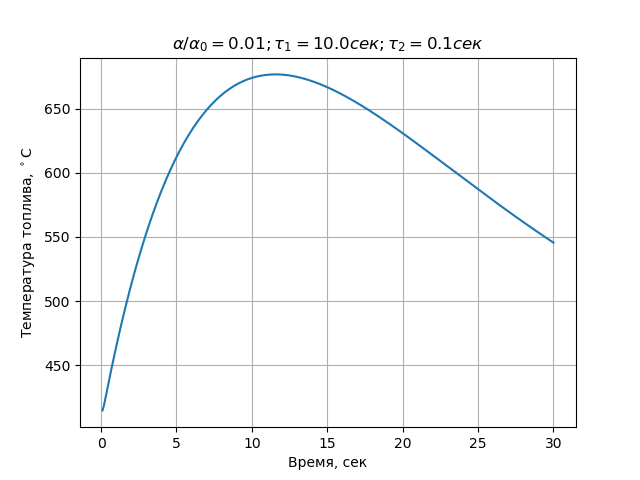 α/α₀ = 0.01; τ₁ = 10.0сек; τ₂ = 0.1сек
Температура топлива, °C
650
600
550
500
450
0 5 10 15 20 25 30
Время, сек